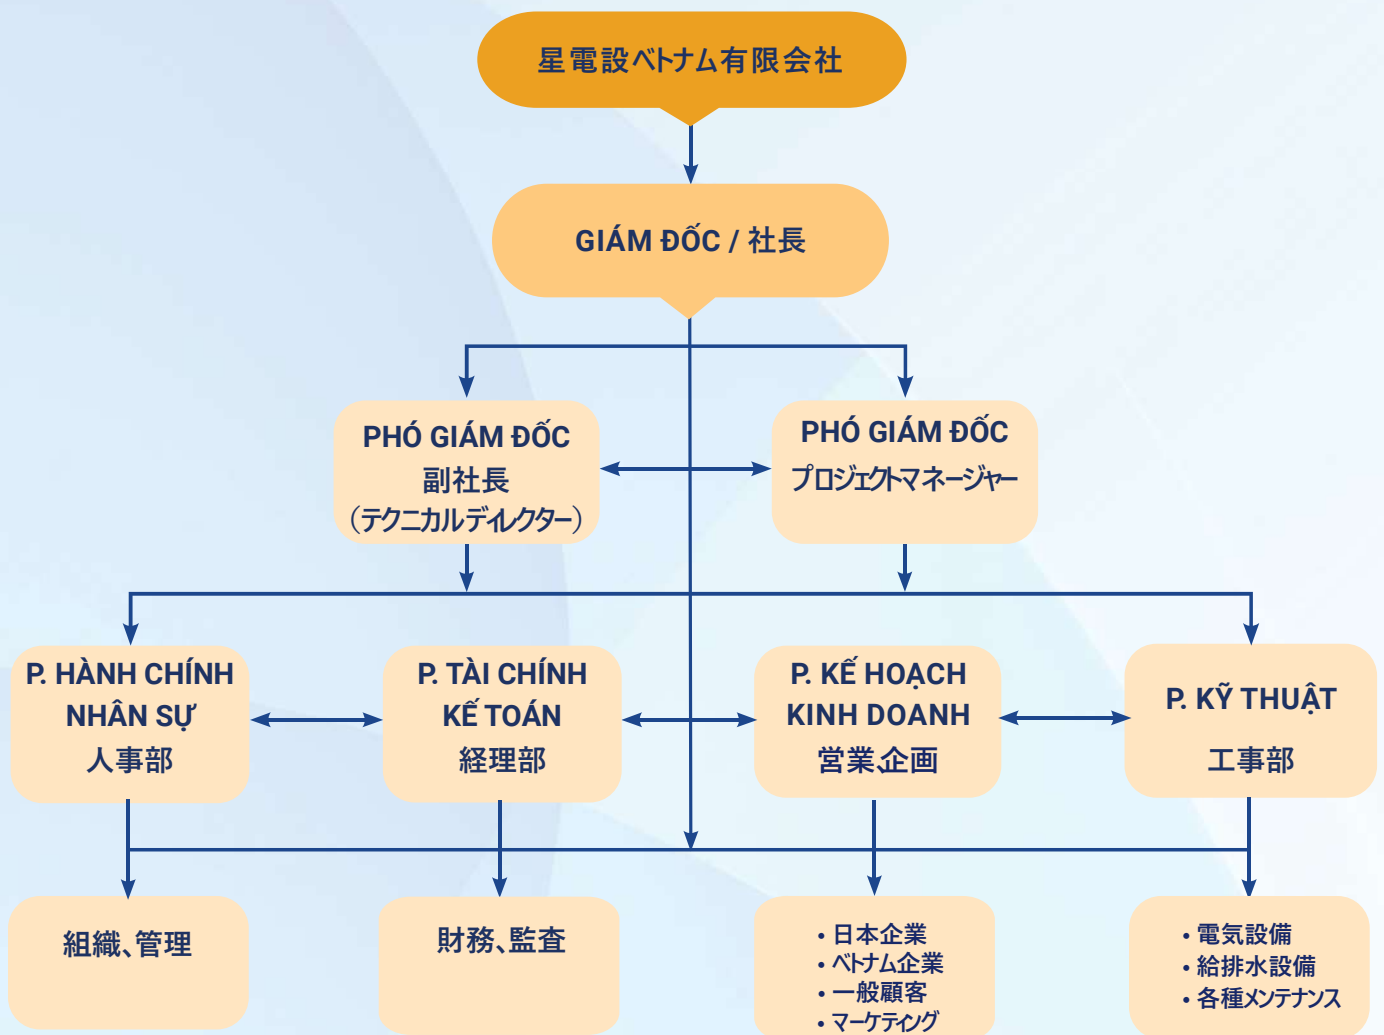 星電設ベトナム有限会社
GIÁM ĐỐC / 社長
PHÓ GIÁM ĐỐC
副社長
（テクニカルディレクター）
PHÓ GIÁM ĐỐC
プロジェクトマネージャー
P. HÀNH CHÍNH
NHÂN SỰ
人事部
P. TÀI CHÍNH
KẾ TOÁN
経理部
P. KẾ HOẠCH
KINH DOANH
営業、企画
P. KỸ THUẬT
工事部
組織、管理
財務、監査
• 日本企業
• ベトナム企業
• 一般顧客
• マーケティング
• 電気設備
• 給排水設備
• 各種メンテナンス